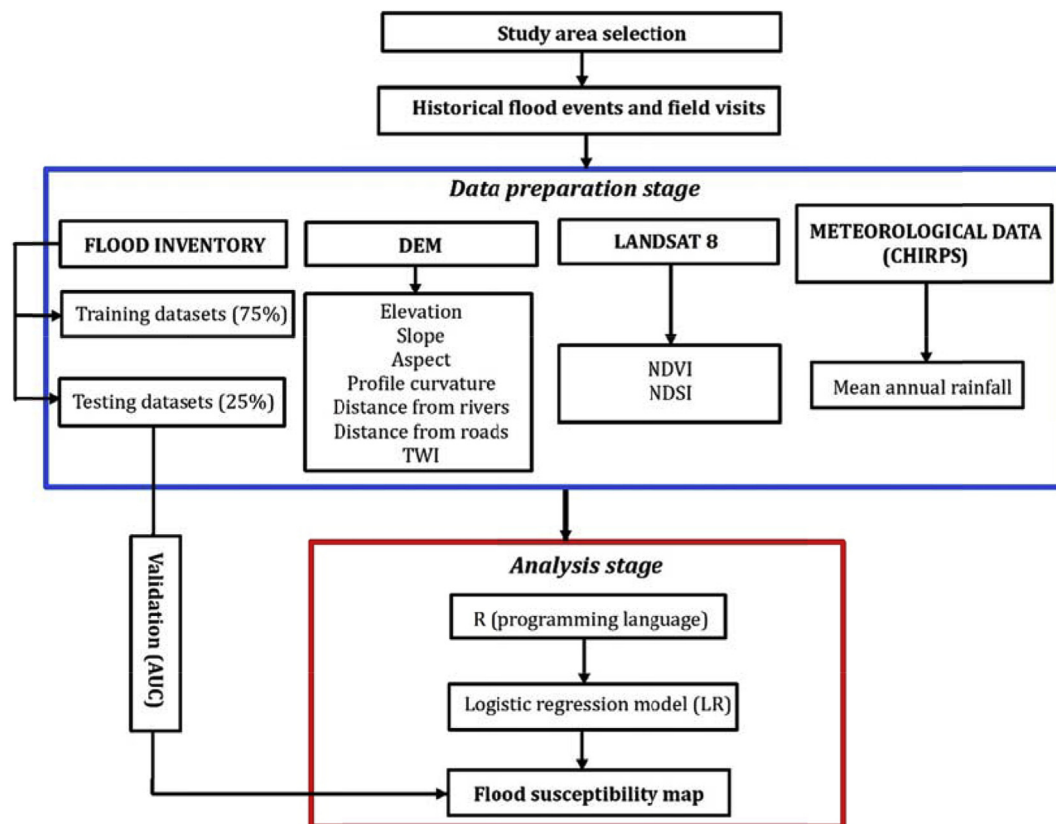 Study area selection
Historical flood events and field visits
Data preparation stage
FLOOD INVENTORY
Training datasets (75%)
Testing datasets (25%)
DEM
Elevation
Slope
Aspect
Profile curvature
Distance from rivers
Distance from roads
TWI
LANDSAT 8
NDVI
NDSI
METEOROLOGICAL DATA
(CHIRPS)
Mean annual rainfall
Validation (AUC)
Analysis stage
R (programming language)
Logistic regression model (LR)
Flood susceptibility map